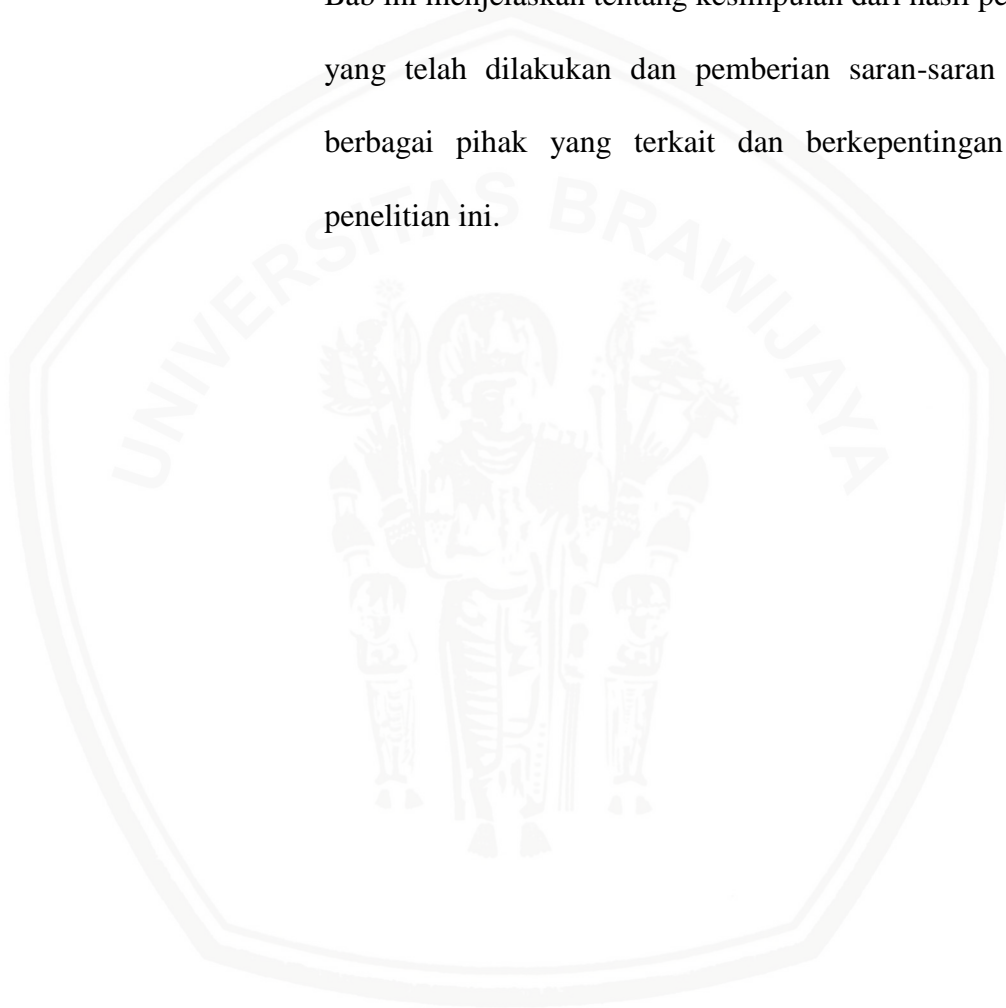 Bab ini menjelaskan tentang kesimpulan dari hasil
yang telah dilakukan dan pemberian saran-saran
berbagai pihak yang terkait dan berkepentingan
penelitian ini.
UNIVERSITAS BRAWIJAYA